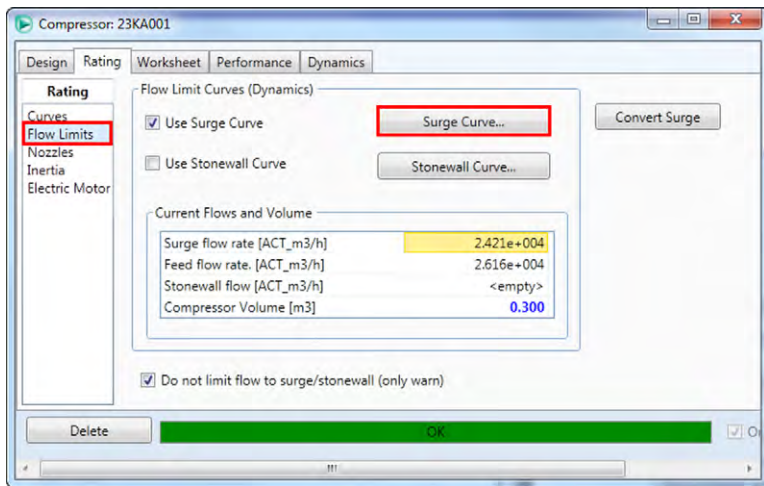 Compressor: 23KA001
Design Rating Worksheet Performance Dynamics
Rating
Curves
Flow Limits
Nozzles
Inertia
Electric Motor
Flow Limit Curves (Dynamics)
Use Surge Curve Surge Curve... Convert Surge
Use Stonewall Curve Stonewall Curve...
Current Flows and Volume
Surge flow rate [ACT_m3/h] 2.421e+004
Feed flow rate. [ACT_m3/h] 2.616e+004
Stonewall flow [ACT_m3/h] <empty>
Compressor Volume [m3] 0.300
Do not limit flow to surge/stonewall (only warn)
Delete OK